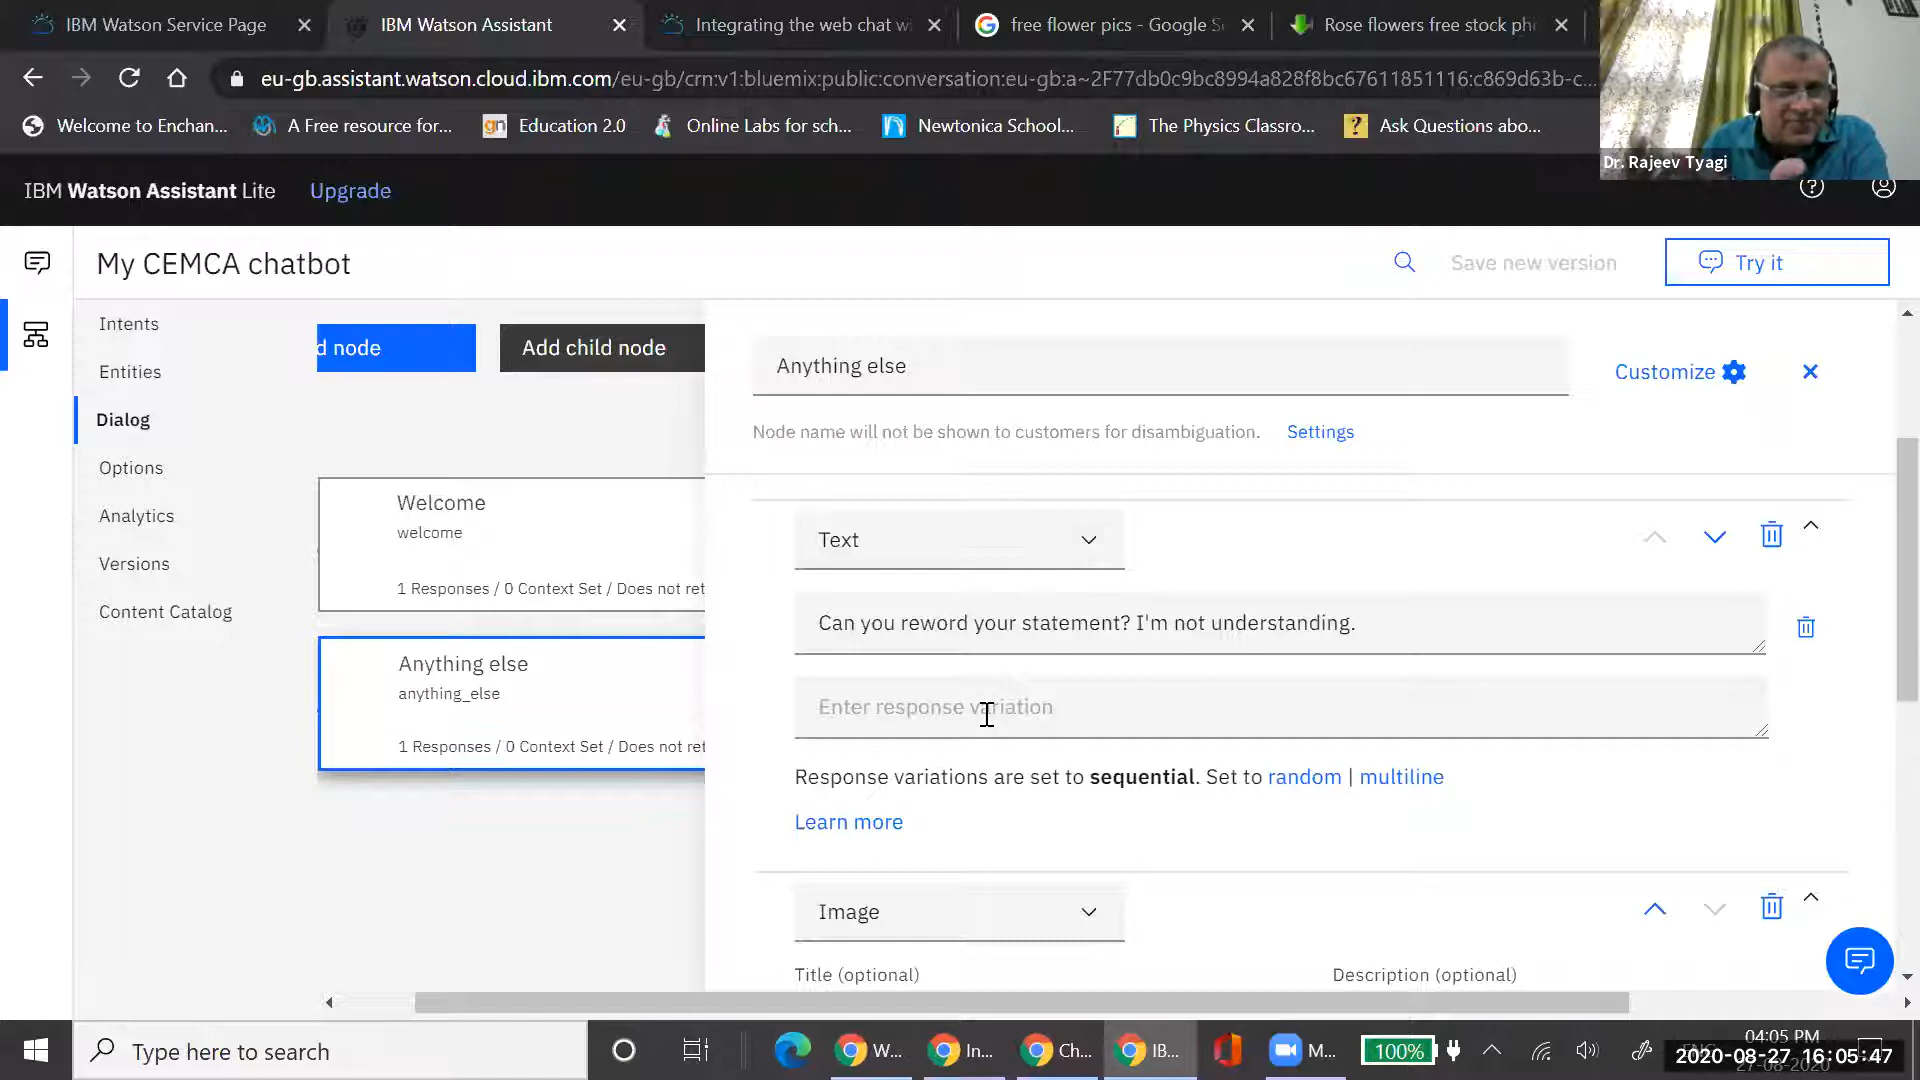 IBM Watson Service Page
IBM Watson Assistant
Integrating the web chat w
free flower pics - Google S
Rose flowers free stock ph
eu-gb.assistant.watson.cloud.ibm.com/eu-gb/crn:v1:bluemix:public:conversation:eu-gb:a~2F77db0c9bc8994a828f8bc67611851116:c869d63b-c...
Welcome to Enchan...
A Free resource for...
gn
Education 2.0
Online Labs for sch...
Newtonica School...
The Physics Classro...
Ask Questions abo...
Dr. Rajeev Tyagi
IBM Watson Assistant Lite
Upgrade
My CEMCA chatbot
Save new version
Try it
Intents
Entities
Dialog
Options
Analytics
Versions
Content Catalog
d node
Add child node
Welcome
welcome
1 Responses / 0 Context Set / Does not ret
Anything else
anything_else
1 Responses / 0 Context Set / Does not ret
Anything else
Customize
Node name will not be shown to customers for disambiguation. Settings
Text
Can you reword your statement? I'm not understanding.
Enter response variation
Response variations are set to sequential. Set to random | multiline
Learn more
Image
Title (optional)
Description (optional)
Type here to search
W...
In...
Ch...
IB...
M...
100%
04:05 PM
2020-08-27 16:05:47
27-08-2020